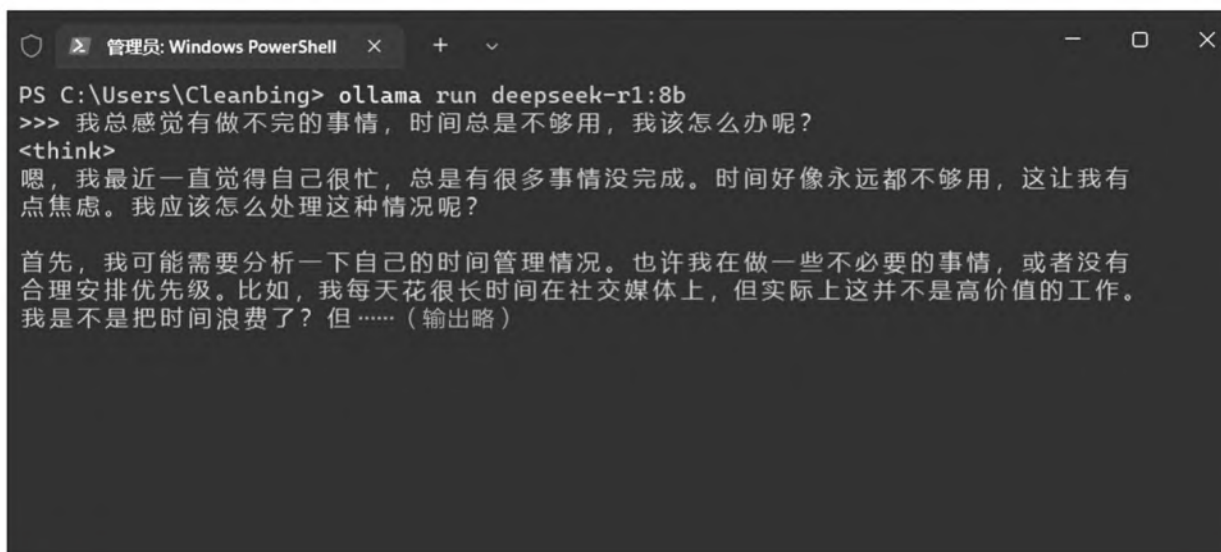 管理员: Windows PowerShell
PS C:\Users\Cleanbing> ollama run deepseek-r1:8b
>>> 我总感觉有做不完的事情，时间总是不够用，我该怎么办呢？
<think>
嗯，我最近一直觉得自己很忙，总是有很多事情没完成。时间好像永远都不够用，这让我有
点焦虑。我应该怎么处理这种情况呢？
首先，我可能需要分析一下自己的时间管理情况。也许我在做一些不必要的事情，或者没有
合理安排优先级。比如，我每天花很长时间在社交媒体上，但实际上这并不是高价值的工作。
我是不是把时间浪费了？但……（输出略）